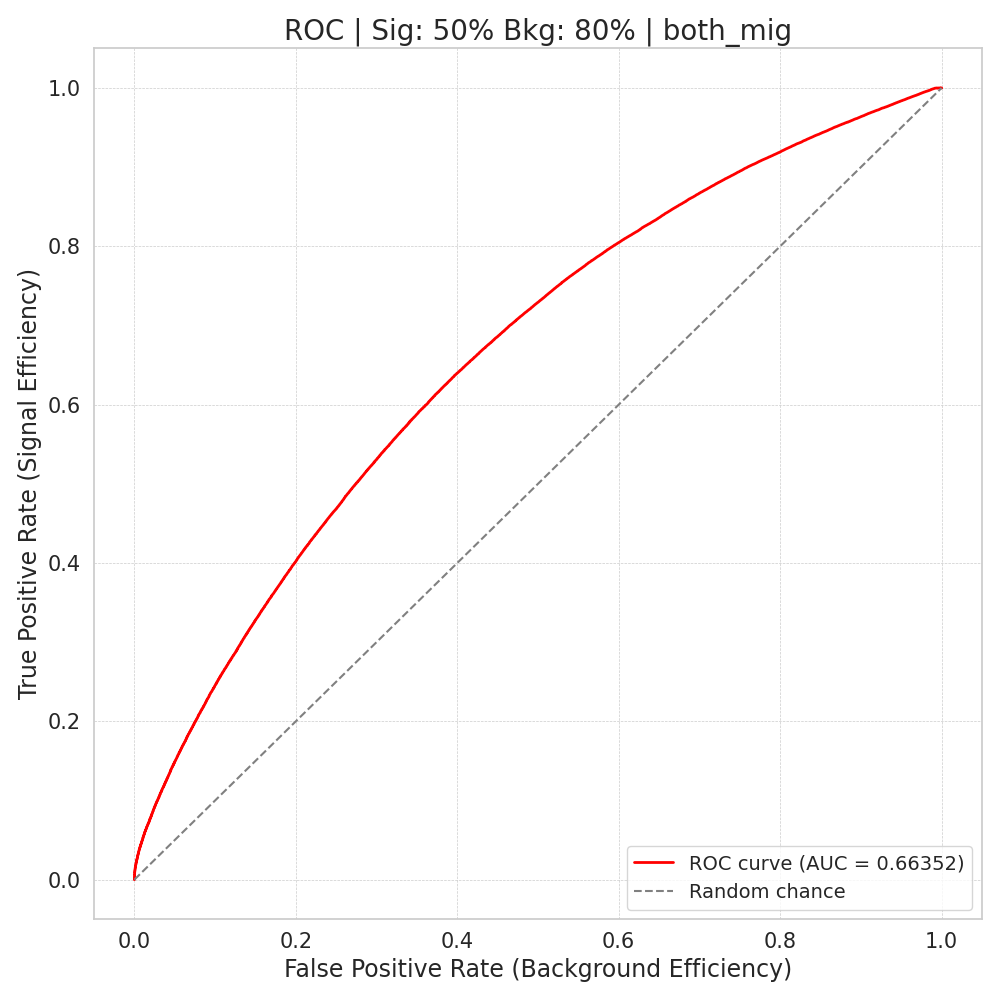 ROC | Sig: 50% Bkg: 80% | both_mig
True Positive Rate (Signal Efficiency)
1.0
0.8
0.6
0.4
0.2
0.0
ROC curve (AUC = 0.66352)
Random chance
0.0 0.2 0.4 0.6 0.8 1.0
False Positive Rate (Background Efficiency)